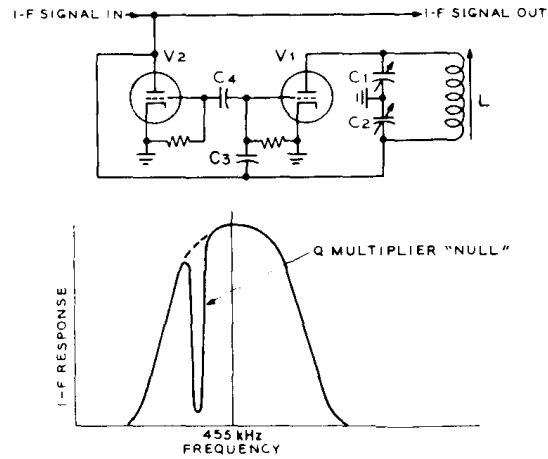 I-F SIGNAL IN
I-F SIGNAL OUT
V2
C4
V1
C1
C2
L
C3
Q MULTIPLIER "NULL"
I-F RESPONSE
455 kHz
FREQUENCY